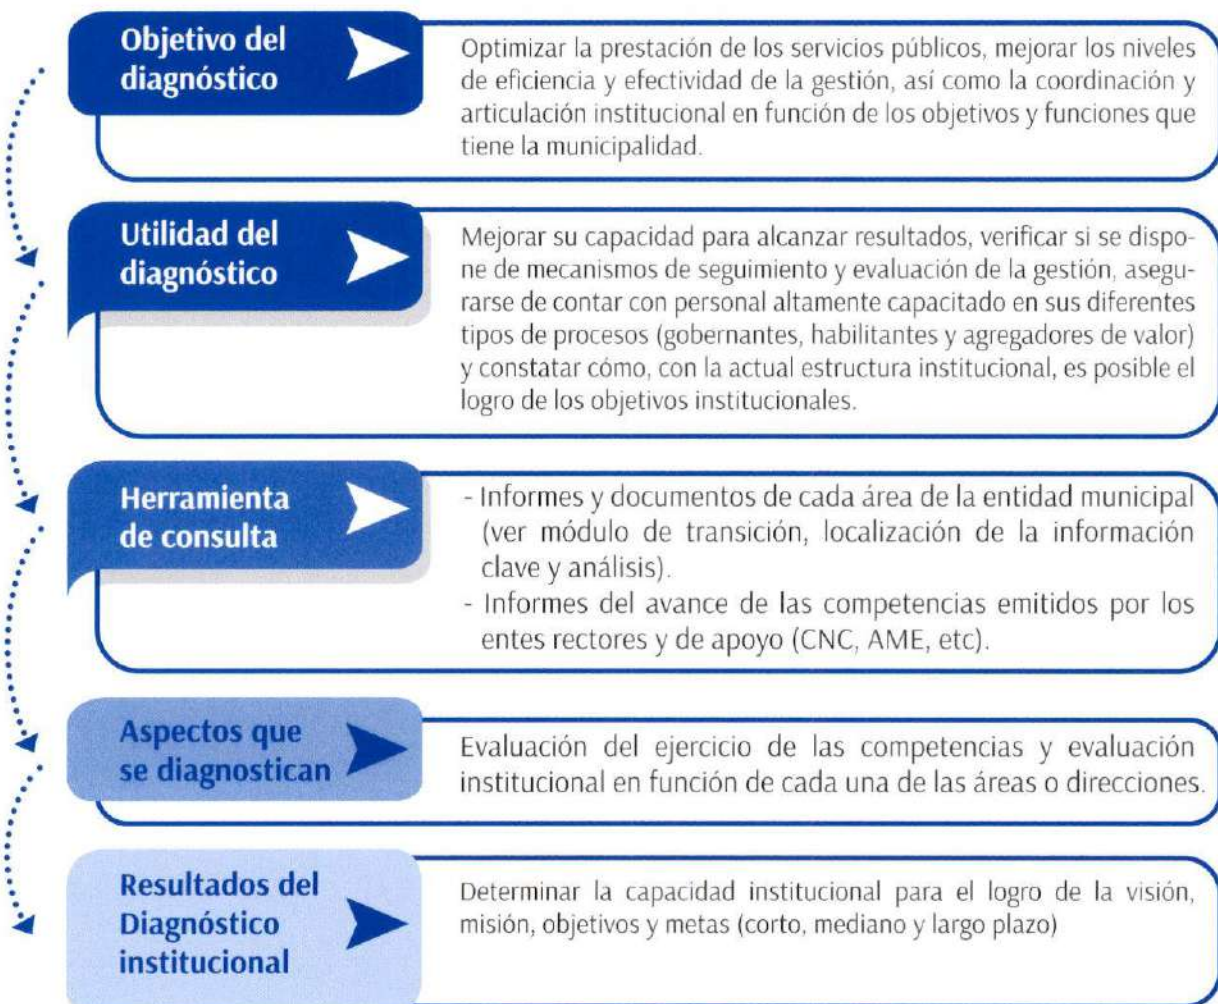 Objetivo del
diagnóstico
Optimizar la prestación de los servicios públicos, mejorar los niveles
de eficiencia y efectividad de la gestión, así como la coordinación y
articulación institucional en función de los objetivos y funciones que
tiene la municipalidad.
Utilidad del
diagnóstico
Mejorar su capacidad para alcanzar resultados, verificar si se dispo-
ne de mecanismos de seguimiento y evaluación de la gestión, asegu-
rarse de contar con personal altamente capacitado en sus diferentes
tipos de procesos (gobernantes, habilitantes y agregadores de valor)
y constatar cómo, con la actual estructura institucional, es posible el
logro de los objetivos institucionales.
Herramienta
de consulta
- Informes y documentos de cada área de la entidad municipal
(ver módulo de transición, localización de la información
clave y análisis).
- Informes del avance de las competencias emitidos por los
entes rectores y de apoyo (CNC, AME, etc).
Aspectos que
se diagnostican
Evaluación del ejercicio de las competencias y evaluación
institucional en función de cada una de las áreas o direcciones.
Resultados del
Diagnóstico
institucional
Determinar la capacidad institucional para el logro de la visión,
misión, objetivos y metas (corto, mediano y largo plazo)